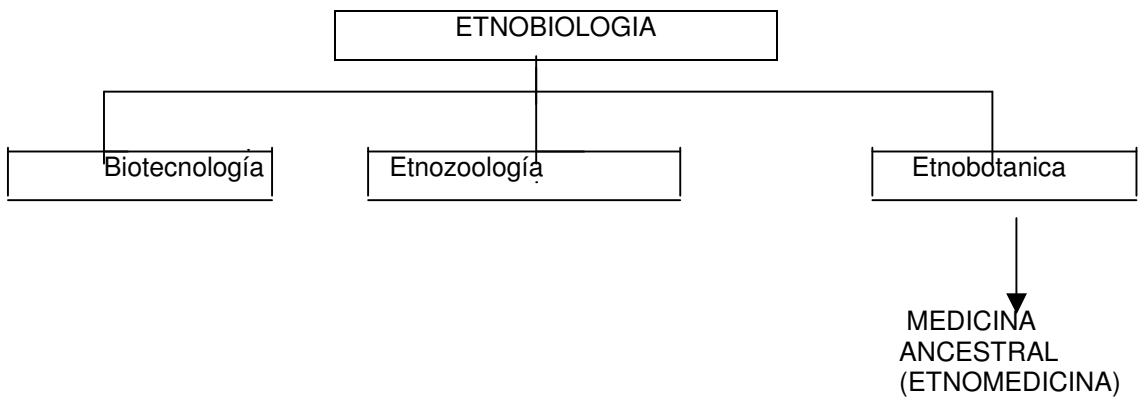 ETNOBIOLOGIA
Biotecnología
Etnozoología
Etnobotanica
MEDICINA
ANCESTRAL
(ETNOMEDICINA)